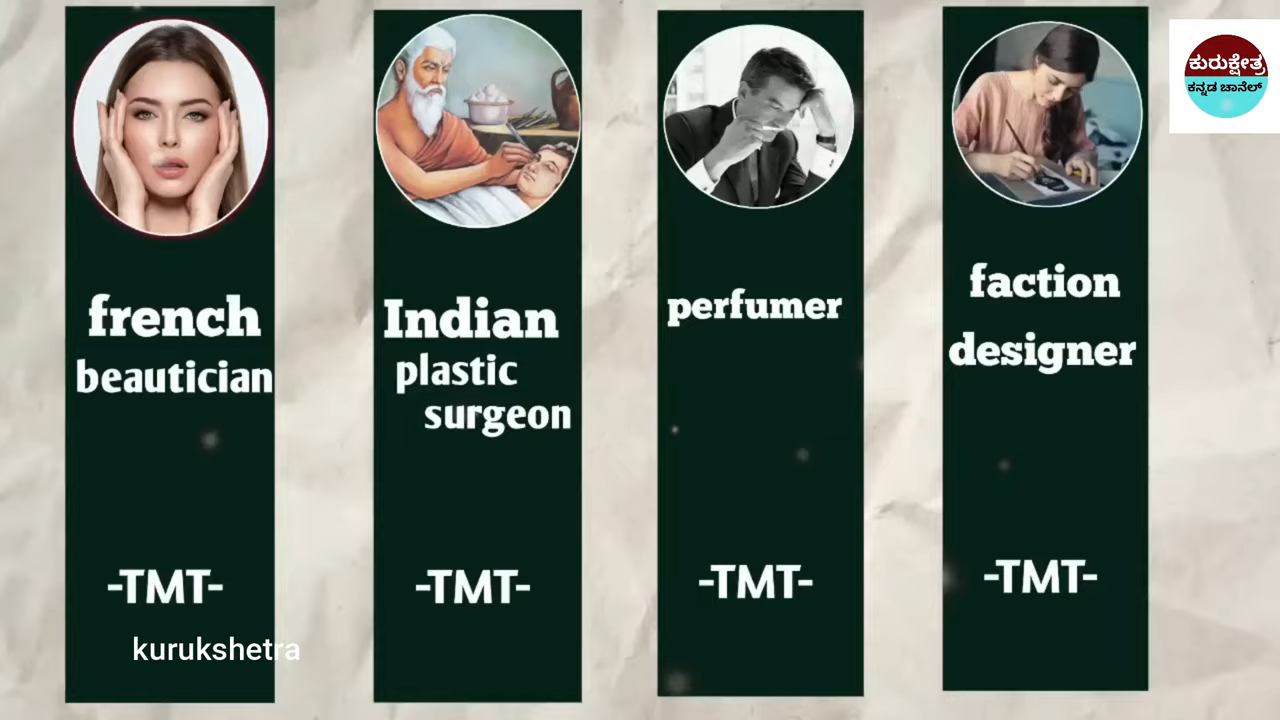 french
beautician
-TMT-
kurukshetra
Indian
plastic
surgeon
-TMT-
perfumer
-TMT-
faction
designer
-TMT-
ಕುರುಕ್ಷೇತ್ರ
ಕನ್ನಡ ಚಾನೆಲ್